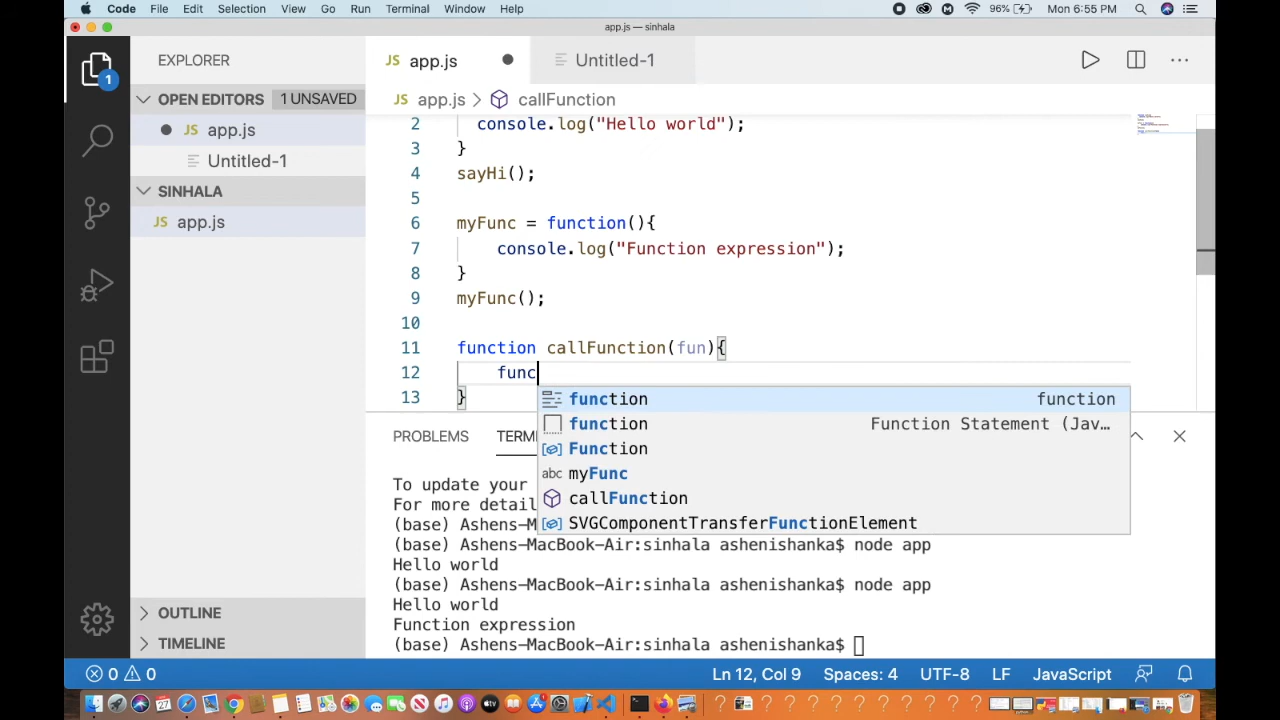 Code File Edit Selection View Go Run Terminal Window Help 96% Mon 6:55 PM
app.js — sinhala
EXPLORER
JS app.js Untitled-1
OPEN EDITORS 1 UNSAVED
JS app.js > callFunction
JS app.js
Untitled-1
SINHALA
JS app.js
OUTLINE
TIMELINE
1
2 console.log("Hello world");
3 }
4 sayHi();
5
6 myFunc = function(){
7 console.log("Function expression");
8 }
9 myFunc();
10
11 function callFunction(fun){
12 func
13 }
function function
function Function Statement (Jav…
Function
abc myFunc
callFunction
SVGComponentTransferFunctionElement
PROBLEMS TERM
To update your
For more detail
(base) Ashens-M
(base) Ashens-MacBook-Air:sinhala ashenishanka$ node app
Hello world
(base) Ashens-MacBook-Air:sinhala ashenishanka$ node app
Hello world
Function expression
(base) Ashens-MacBook-Air:sinhala ashenishanka$
0 0 Ln 12, Col 9 Spaces: 4 UTF-8 LF JavaScript